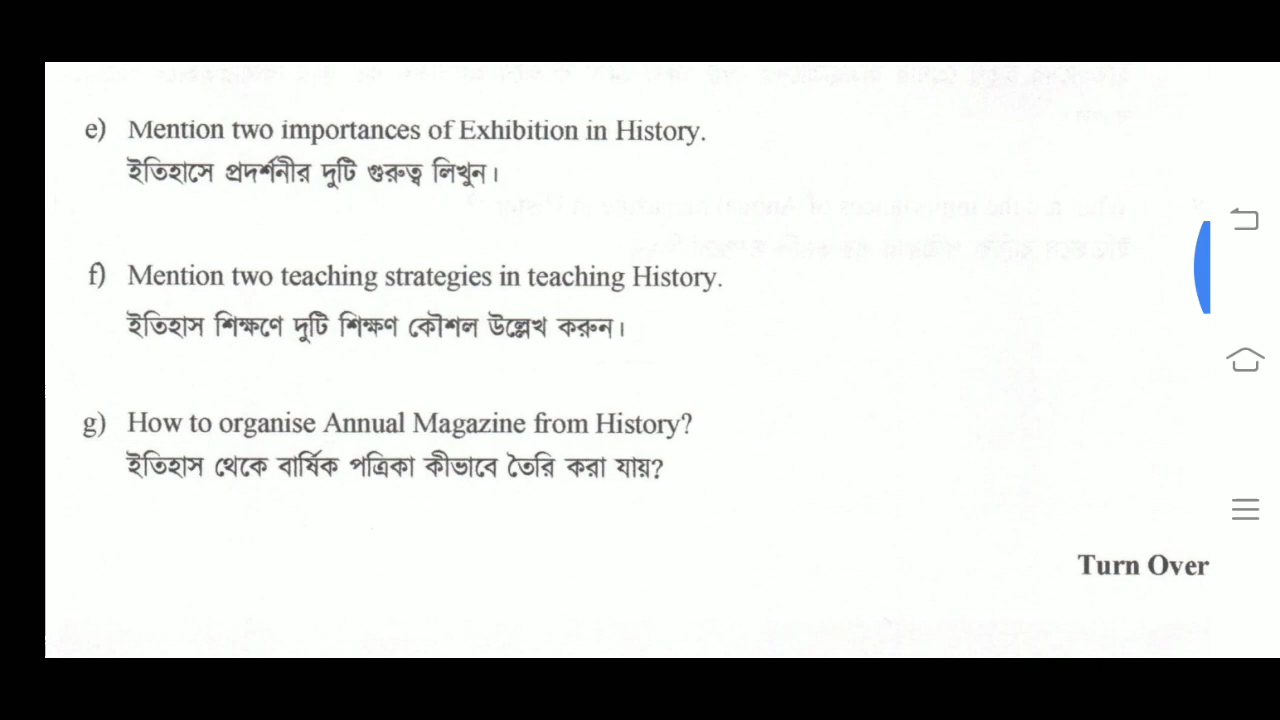 e) Mention two importances of Exhibition in History.
ইতিহাসে প্রদর্শনীর দুটি গুরুত্ব লিখুন।
f) Mention two teaching strategies in teaching History.
ইতিহাস শিক্ষণে দুটি শিক্ষণ কৌশল উল্লেখ করুন।
g) How to organise Annual Magazine from History?
ইতিহাস থেকে বার্ষিক পত্রিকা কীভাবে তৈরি করা যায়?
Turn Over